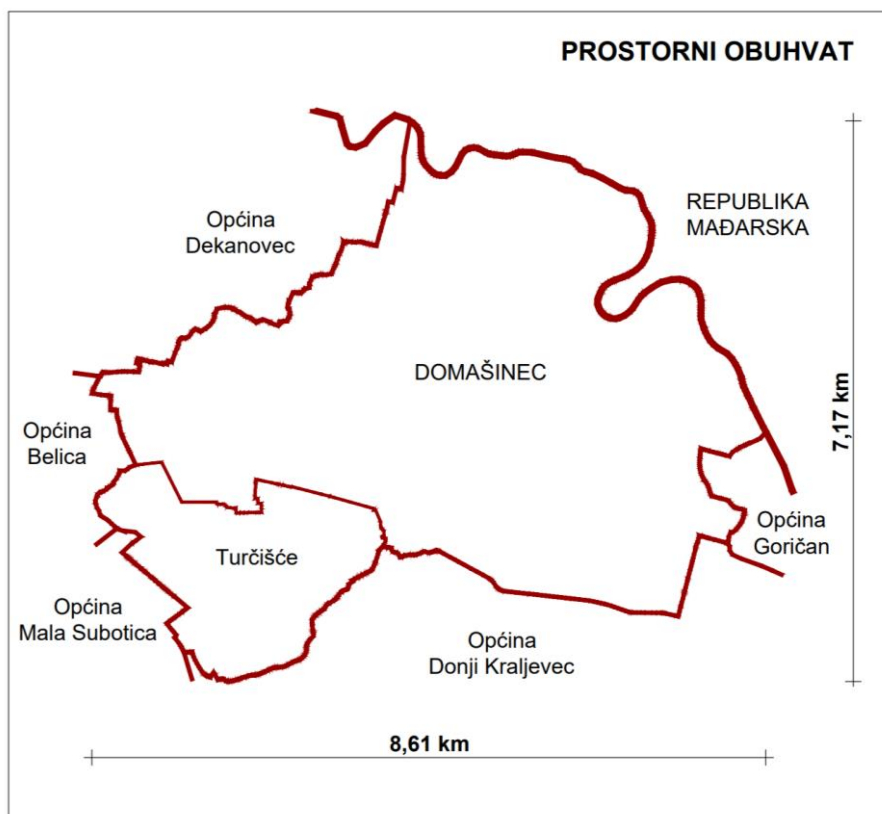 PROSTORNI OBUHVAT
REPUBLIKA
MAĐARSKA
Općina
Dekanovec
DOMAŠINEC
7,17 km
Općina
Belica
Općina
Goričan
Turčišće
Općina
Mala Subotica
Općina
Donji Kraljevec
8,61 km